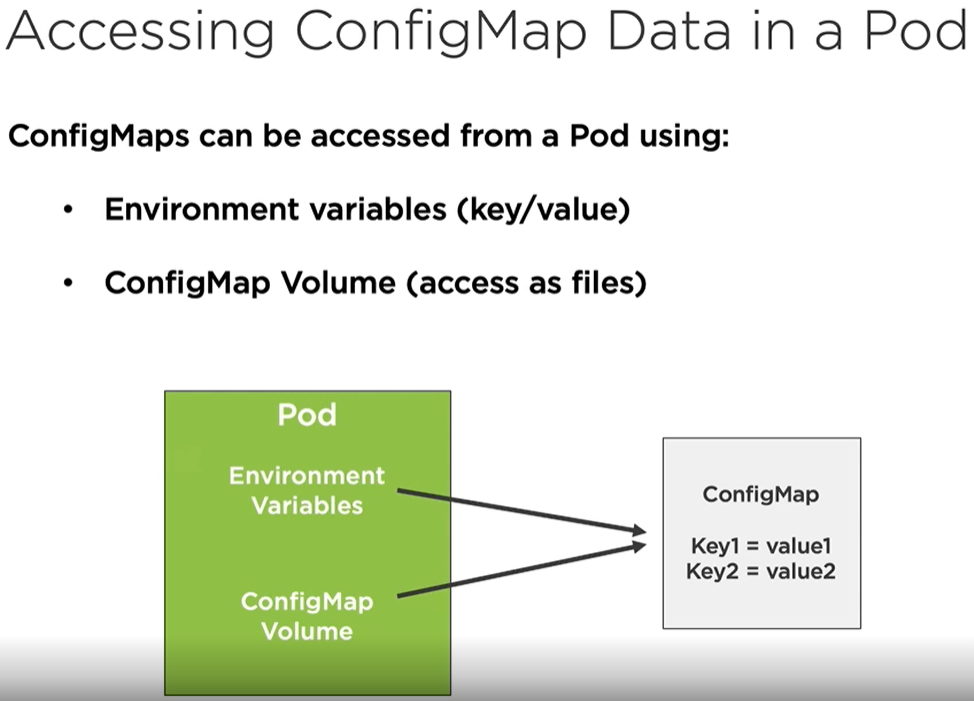 Accessing ConfigMap Data in a Pod
ConfigMaps can be accessed from a Pod using:
• Environment variables (key/value)
• ConfigMap Volume (access as files)
Pod
Environment
Variables
ConfigMap
Volume
ConfigMap
Key1 = value1
Key2 = value2